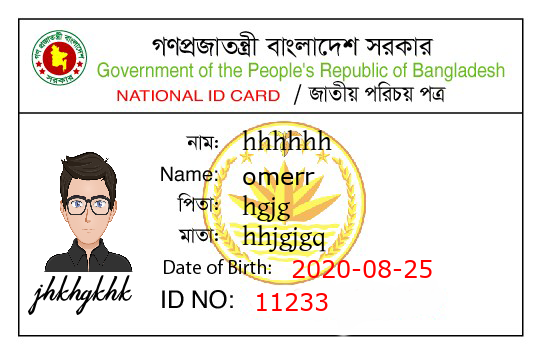 গণপ্রজাতন্ত্রী বাংলাদেশ সরকার
Government of the People's Republic of Bangladesh
NATIONAL ID CARD / জাতীয় পরিচয় পত্র
নাম: hhhhhh
Name: omerr
পিতা: hgjg
মাতা: hhjgjgq
Date of Birth: 2020-08-25
jhkhgkhk
ID NO: 11233